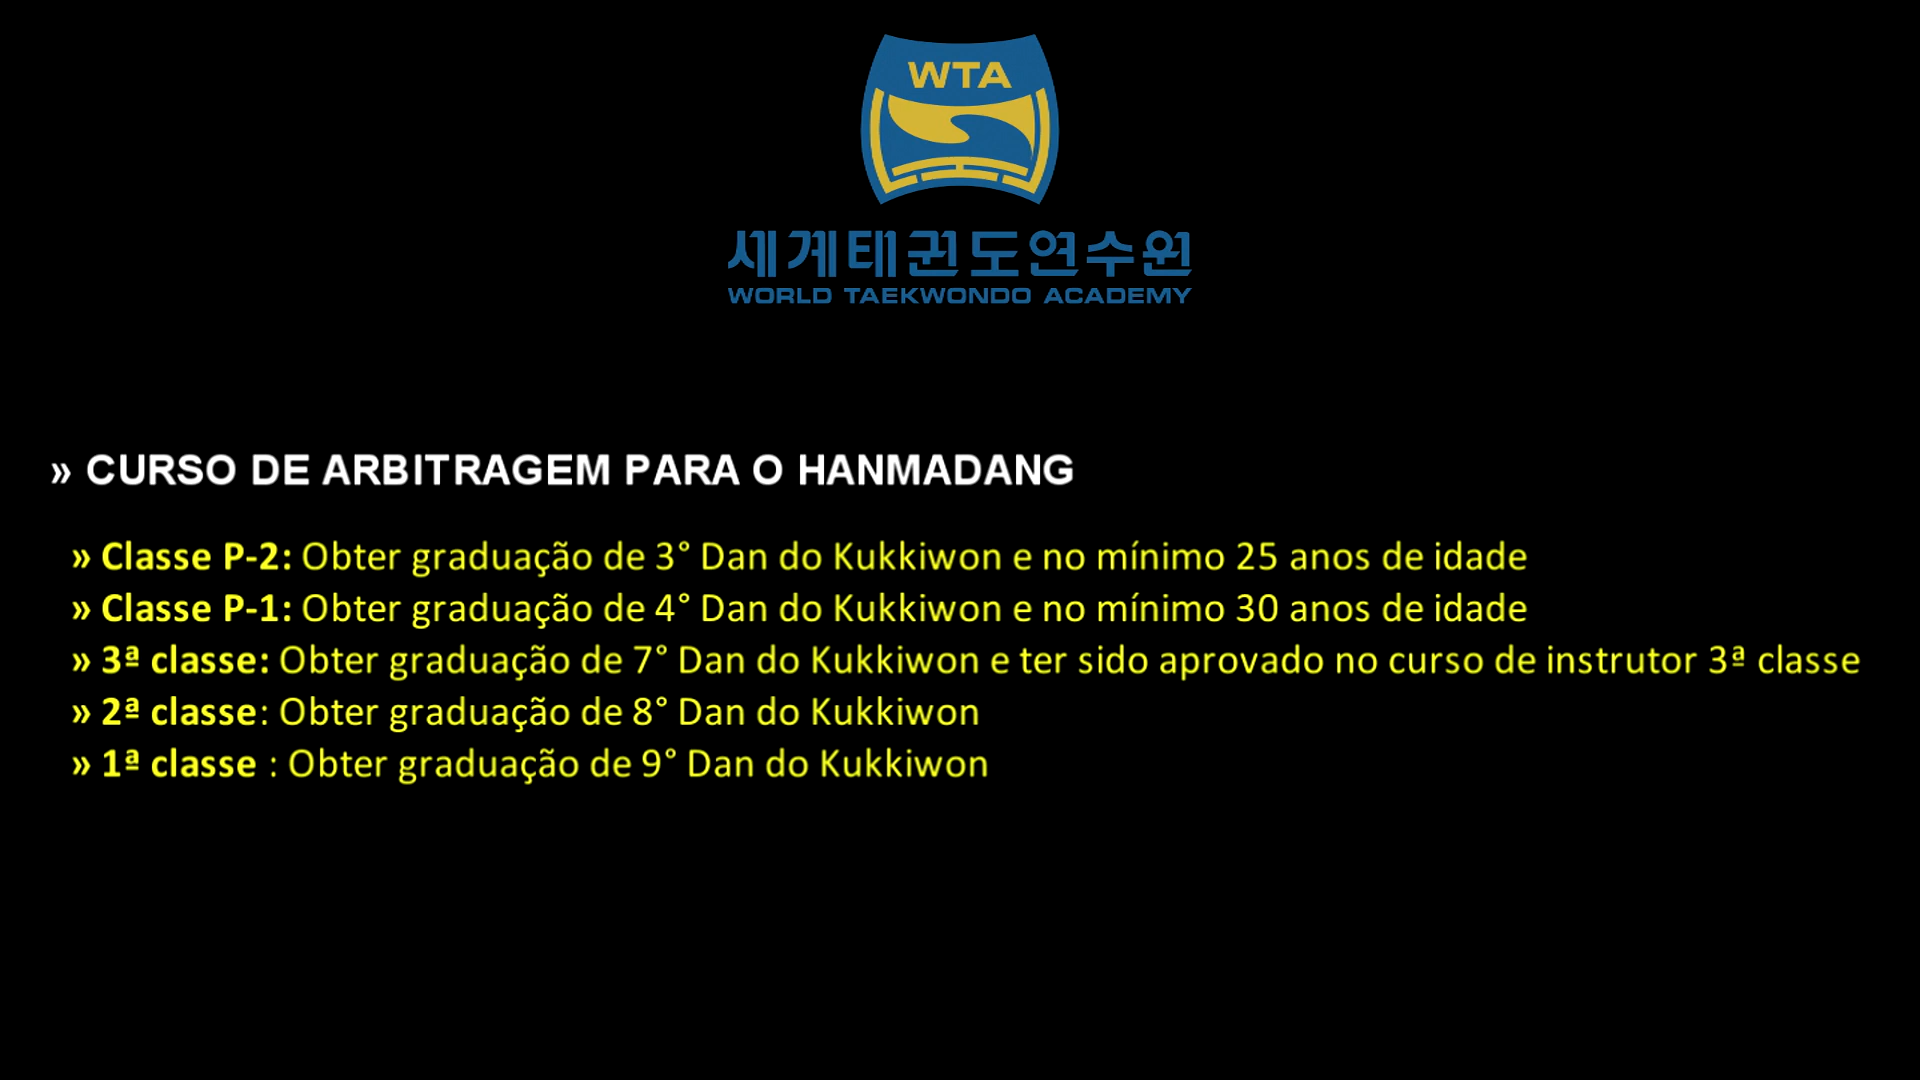 WTA
세계태권도연수원
WORLD TAEKWONDO ACADEMY
» CURSO DE ARBITRAGEM PARA O HANMADANG
» Classe P-2: Obter graduação de 3° Dan do Kukkiwon e no mínimo 25 anos de idade
» Classe P-1: Obter graduação de 4° Dan do Kukkiwon e no mínimo 30 anos de idade
» 3ª classe: Obter graduação de 7° Dan do Kukkiwon e ter sido aprovado no curso de instrutor 3ª classe
» 2ª classe: Obter graduação de 8° Dan do Kukkiwon
» 1ª classe : Obter graduação de 9° Dan do Kukkiwon